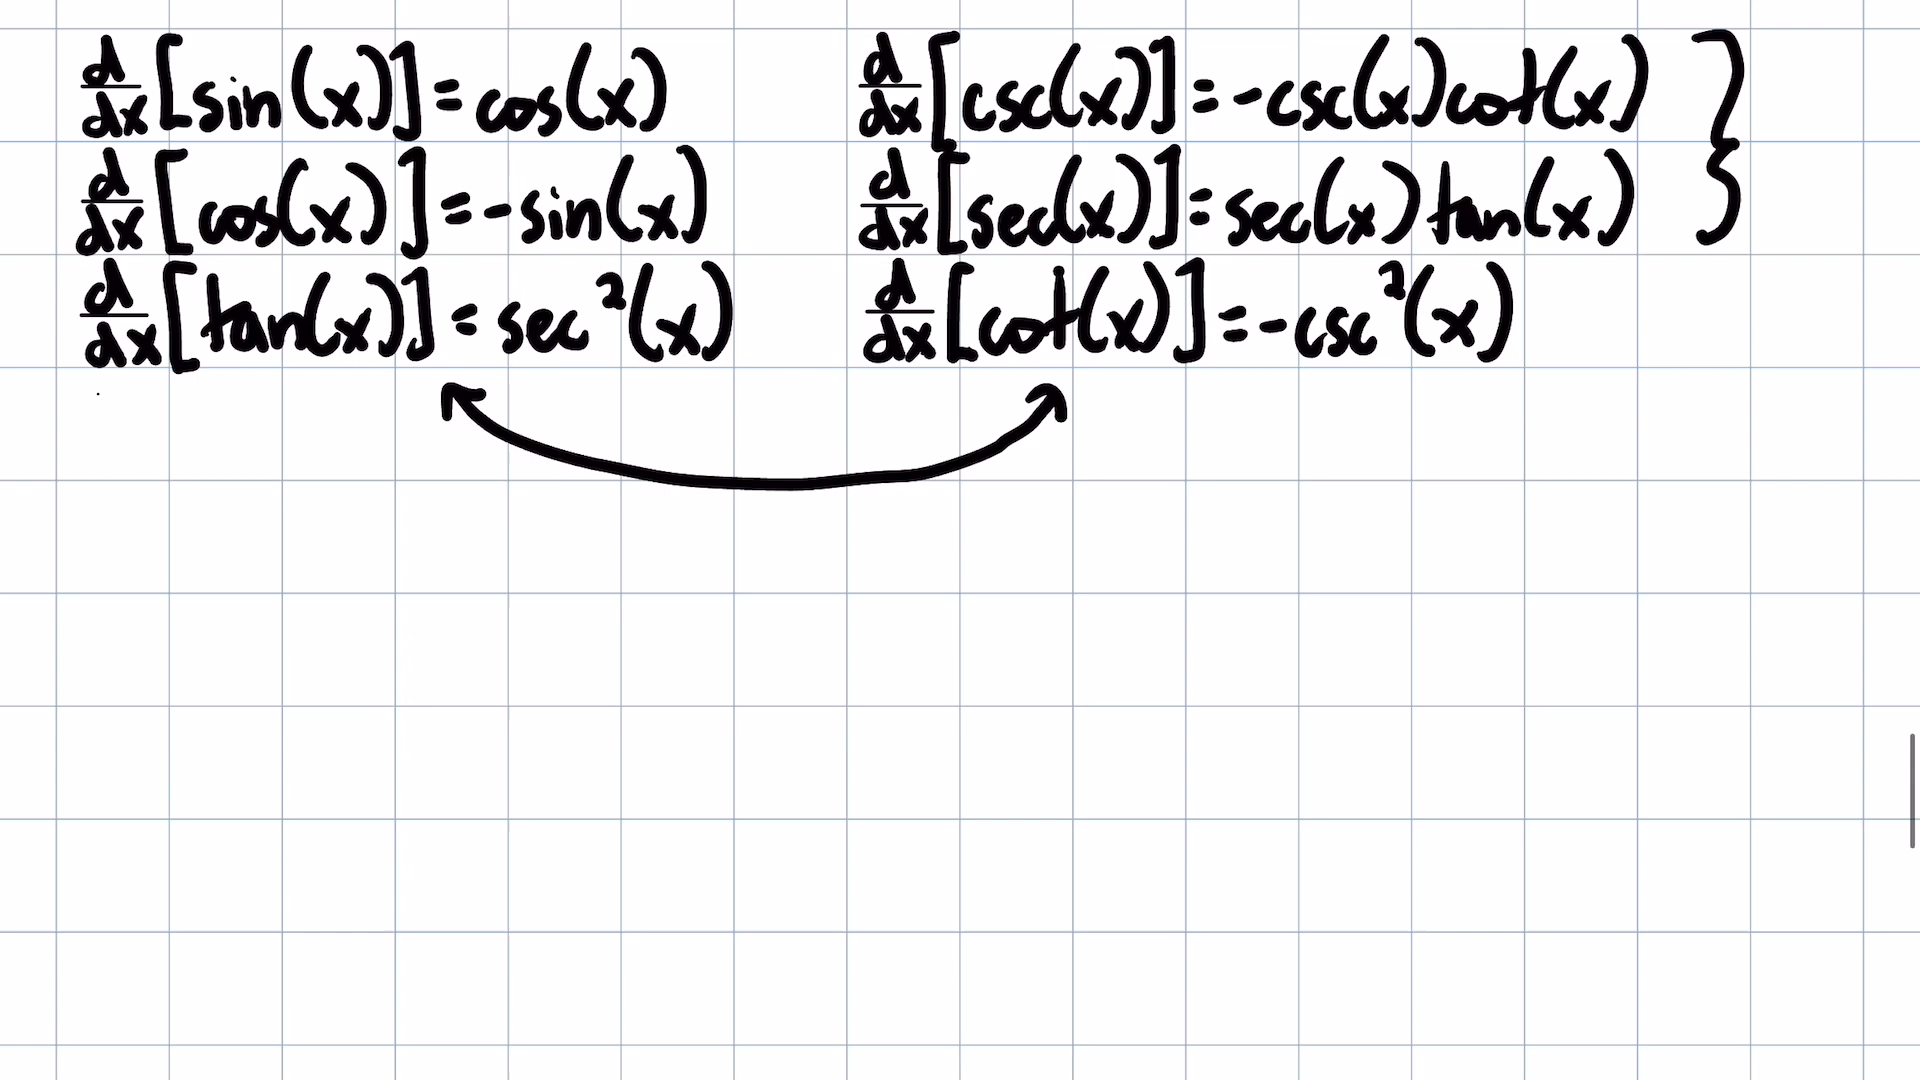 d/dx[sin(x)]=cos(x)
d/dx[cos(x)]=-sin(x)
d/dx[tan(x)]=sec²(x)
d/dx[csc(x)]=-csc(x)cot(x)
d/dx[sec(x)]=sec(x)tan(x)
d/dx[cot(x)]=-csc²(x)